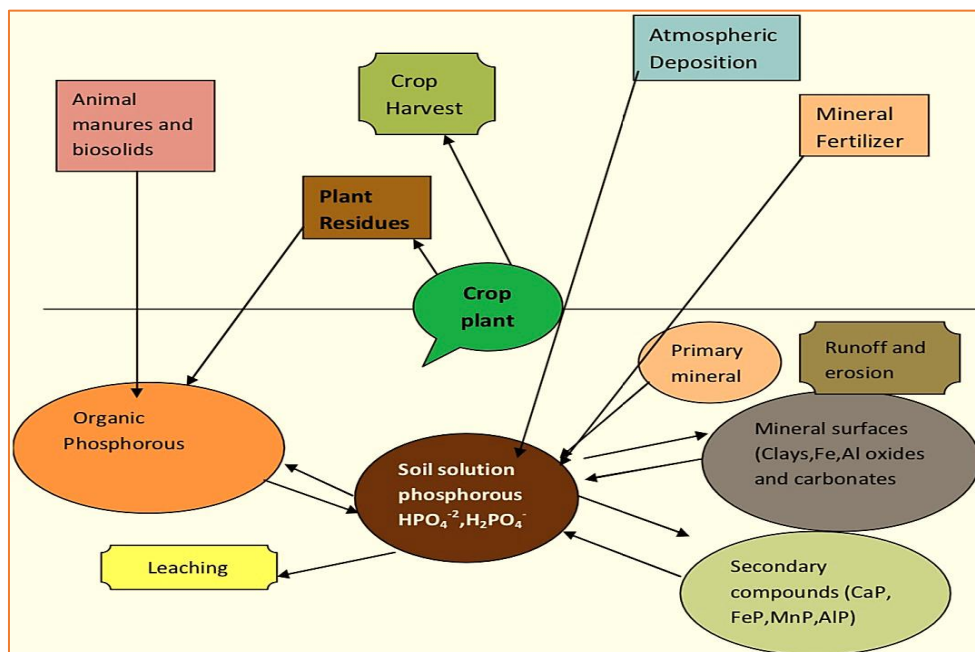 Atmospheric
Deposition
Crop
Harvest
Animal
manures and
biosolids
Mineral
Fertilizer
Plant
Residues
Crop
plant
Primary
mineral
Runoff and
erosion
Organic
Phosphorous
Mineral surfaces
(Clays,Fe,Al oxides
and carbonates
Soil solution
phosphorous
HPO₄⁻²,H₂PO₄⁻
Leaching
Secondary
compounds (CaP,
FeP,MnP,AlP)